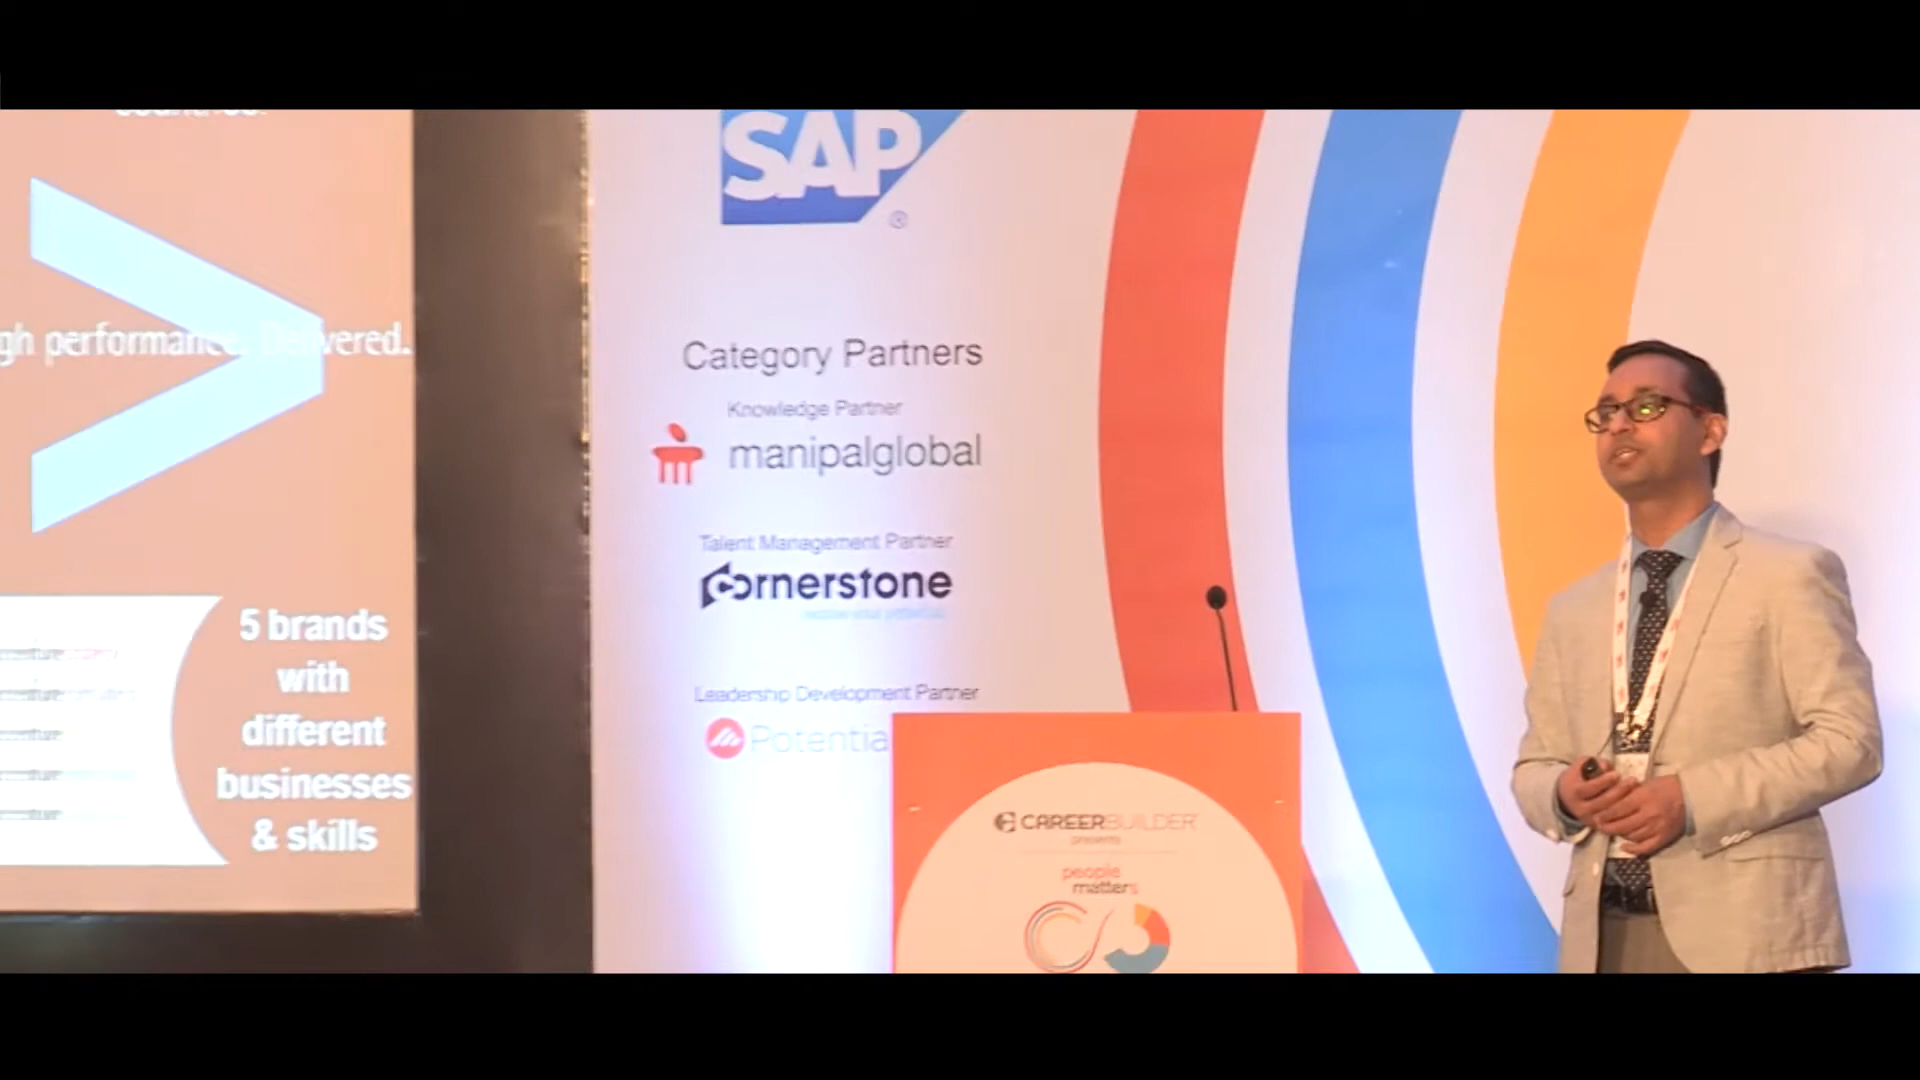 gh performance. Delivered.
5 brands
with
different
businesses
& skills
SAP
®
Category Partners
Knowledge Partner
manipalglobal
Talent Management Partner
cornerstone
Leadership Development Partner
Potentia
CAREERBUILDER
presents
people
matters